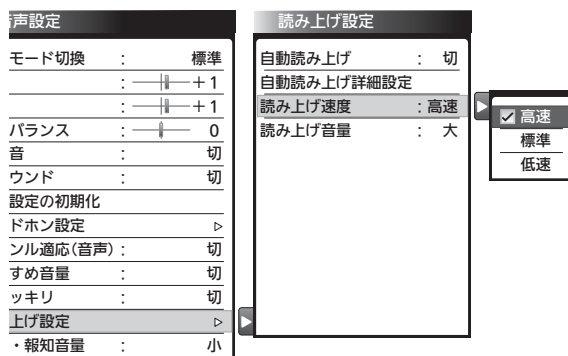 音声設定
モード切換 : 標準
: +1
: +1
バランス : 0
音 : 切
ウンド : 切
設定の初期化
ドホン設定
ンル適応(音声) : 切
すめ音量 : 切
ッキリ : 切
上げ設定
・報知音量 : 小
読み上げ設定
自動読み上げ : 切
自動読み上げ詳細設定
読み上げ速度 : 高速
読み上げ音量 : 大
高速
標準
低速